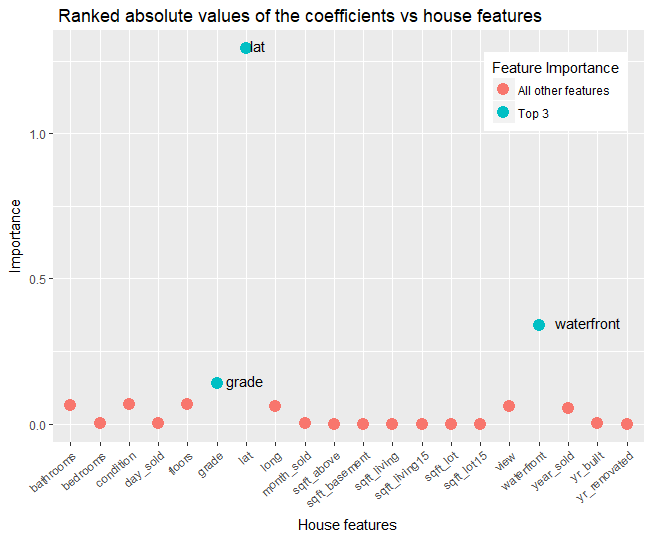 Ranked absolute values of the coefficients vs house features
lat
Feature Importance
All other features
Top 3
1.0
Importance
0.5
waterfront
grade
0.0
bathrooms
bedrooms
condition
day_sold
floors
grade
lat
long
month_sold
sqft_above
sqft_basement
sqft_living
sqft_living15
sqft_lot
sqft_lot15
view
waterfront
year_sold
yr_built
yr_renovated
House features